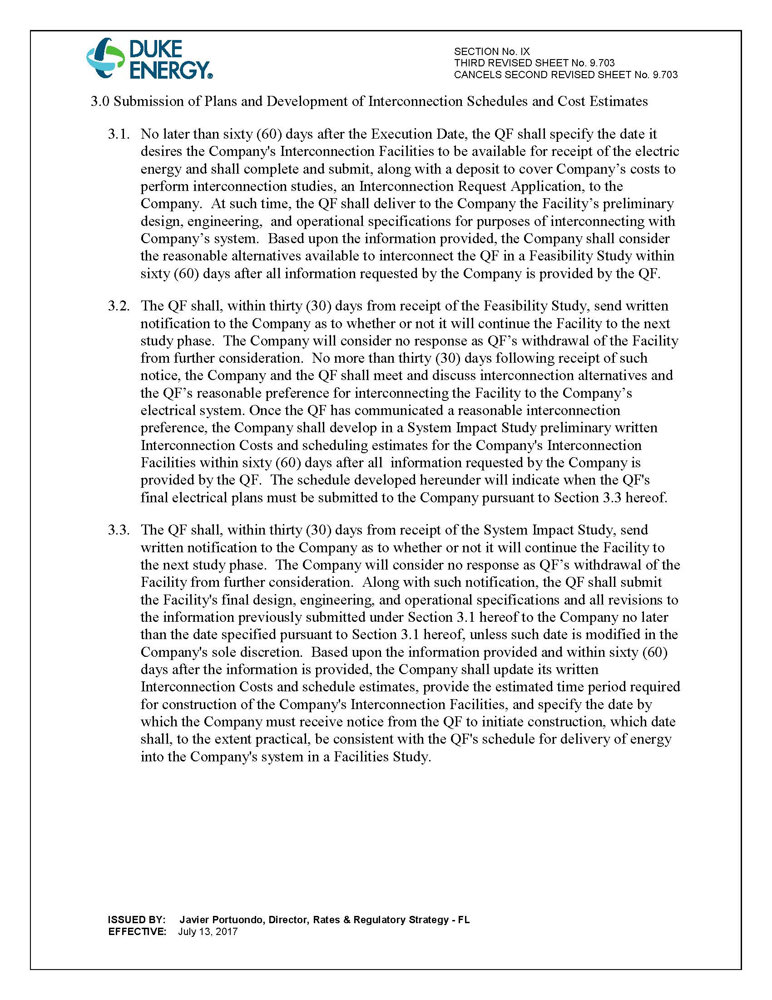 DUKE
ENERGY®
SECTION No. IX
THIRD REVISED SHEET No. 9.703
CANCELS SECOND REVISED SHEET No. 9.703
3.0 Submission of Plans and Development of Interconnection Schedules and Cost Estimates
3.1. No later than sixty (60) days after the Execution Date, the QF shall specify the date it
desires the Company's Interconnection Facilities to be available for receipt of the electric
energy and shall complete and submit, along with a deposit to cover Company’s costs to
perform interconnection studies, an Interconnection Request Application, to the
Company. At such time, the QF shall deliver to the Company the Facility’s preliminary
design, engineering, and operational specifications for purposes of interconnecting with
Company’s system. Based upon the information provided, the Company shall consider
the reasonable alternatives available to interconnect the QF in a Feasibility Study within
sixty (60) days after all information requested by the Company is provided by the QF.
3.2. The QF shall, within thirty (30) days from receipt of the Feasibility Study, send written
notification to the Company as to whether or not it will continue the Facility to the next
study phase. The Company will consider no response as QF’s withdrawal of the Facility
from further consideration. No more than thirty (30) days following receipt of such
notice, the Company and the QF shall meet and discuss interconnection alternatives and
the QF’s reasonable preference for interconnecting the Facility to the Company’s
electrical system. Once the QF has communicated a reasonable interconnection
preference, the Company shall develop in a System Impact Study preliminary written
Interconnection Costs and scheduling estimates for the Company's Interconnection
Facilities within sixty (60) days after all information requested by the Company is
provided by the QF. The schedule developed hereunder will indicate when the QF's
final electrical plans must be submitted to the Company pursuant to Section 3.3 hereof.
3.3. The QF shall, within thirty (30) days from receipt of the System Impact Study, send
written notification to the Company as to whether or not it will continue the Facility to
the next study phase. The Company will consider no response as QF’s withdrawal of the
Facility from further consideration. Along with such notification, the QF shall submit
the Facility's final design, engineering, and operational specifications and all revisions to
the information previously submitted under Section 3.1 hereof to the Company no later
than the date specified pursuant to Section 3.1 hereof, unless such date is modified in the
Company's sole discretion. Based upon the information provided and within sixty (60)
days after the information is provided, the Company shall update its written
Interconnection Costs and schedule estimates, provide the estimated time period required
for construction of the Company's Interconnection Facilities, and specify the date by
which the Company must receive notice from the QF to initiate construction, which date
shall, to the extent practical, be consistent with the QF's schedule for delivery of energy
into the Company's system in a Facilities Study.
ISSUED BY: Javier Portuondo, Director, Rates & Regulatory Strategy - FL
EFFECTIVE: July 13, 2017